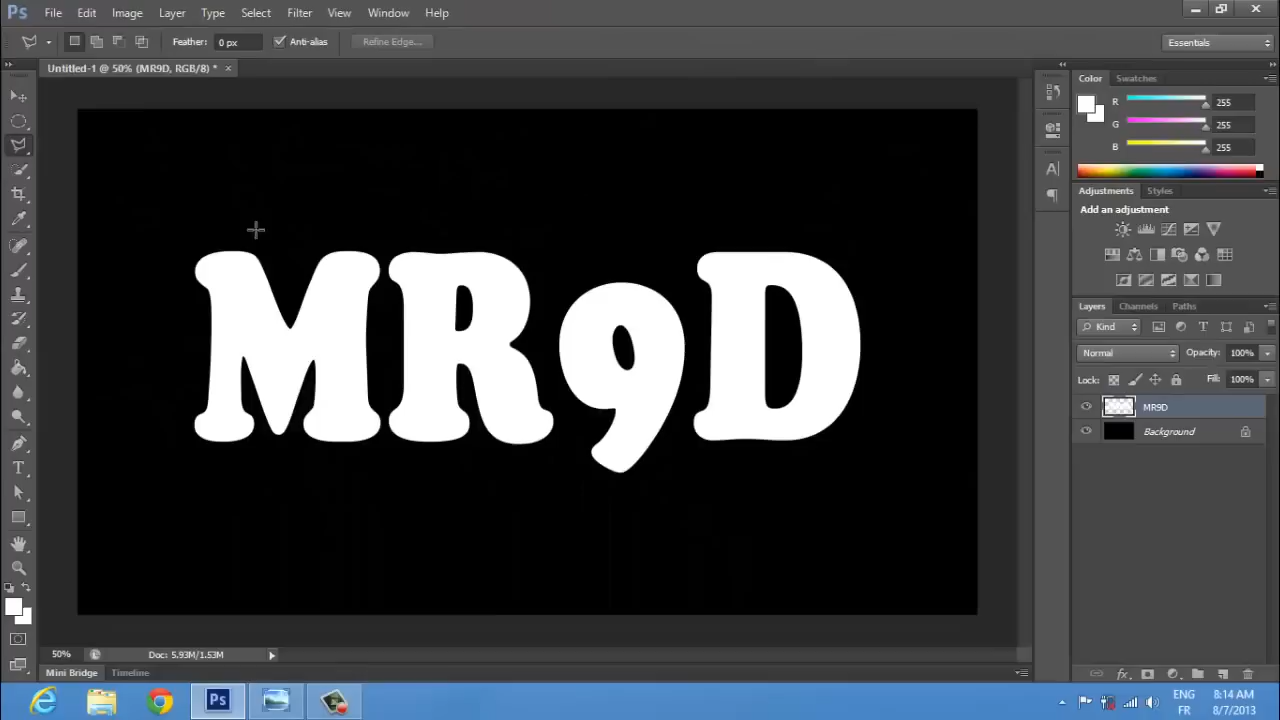 Ps File Edit Image Layer Type Select Filter View Window Help
Feather: 0 px Anti-alias Refine Edge... Essentials
Untitled-1 @ 50% (MR9D, RGB/8) * ×
Color Swatches
R 255
G 255
B 255
Adjustments Styles
Add an adjustment
MR9D
Layers Channels Paths
Kind
Normal Opacity: 100%
Lock: Fill: 100%
MR9D
Background
50% Doc: 5.93M/1.53M
Mini Bridge Timeline
Ps ENG 8:14 AM
FR 8/7/2013